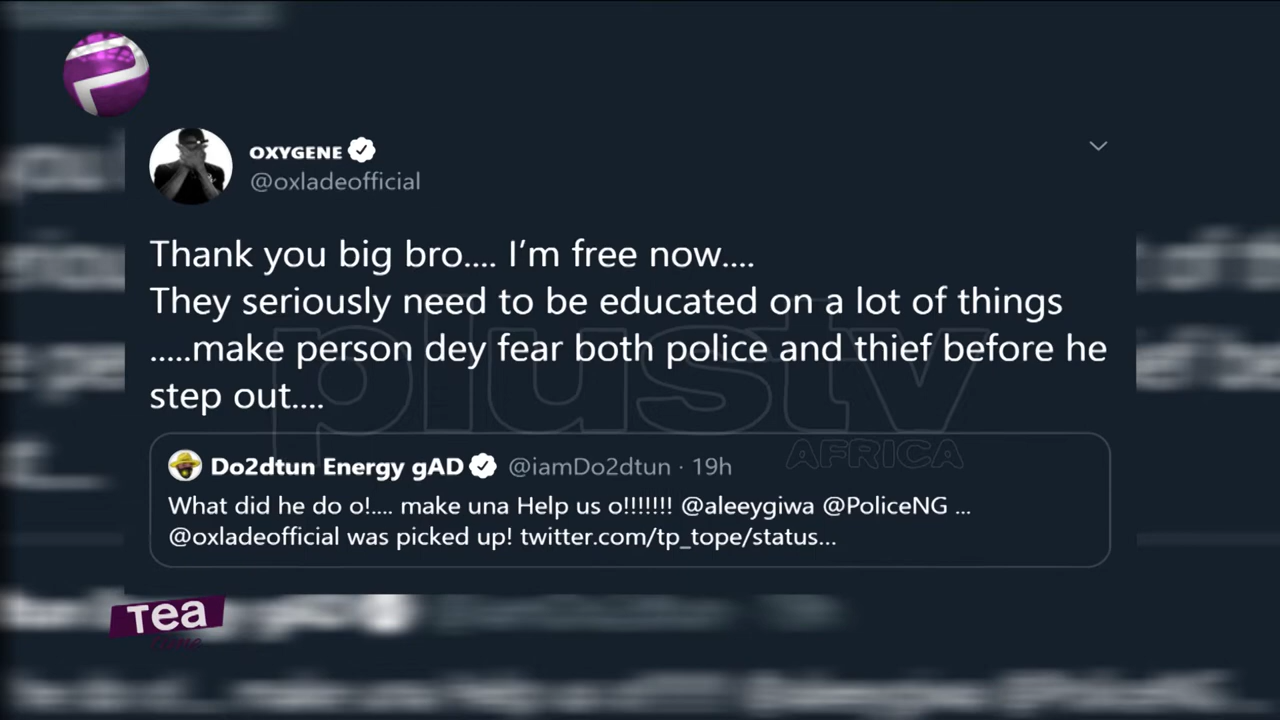 OXYGENE
@oxladeofficial
Thank you big bro.... I’m free now....
They seriously need to be educated on a lot of things
.....make person dey fear both police and thief before he
step out....
plustv
AFRICA
Do2dtun Energy gAD @iamDo2dtun · 19h
What did he do o!.... make una Help us o!!!!!!! @aleeygiwa @PoliceNG ...
@oxladeofficial was picked up! twitter.com/tp_tope/status...
Tea
Time